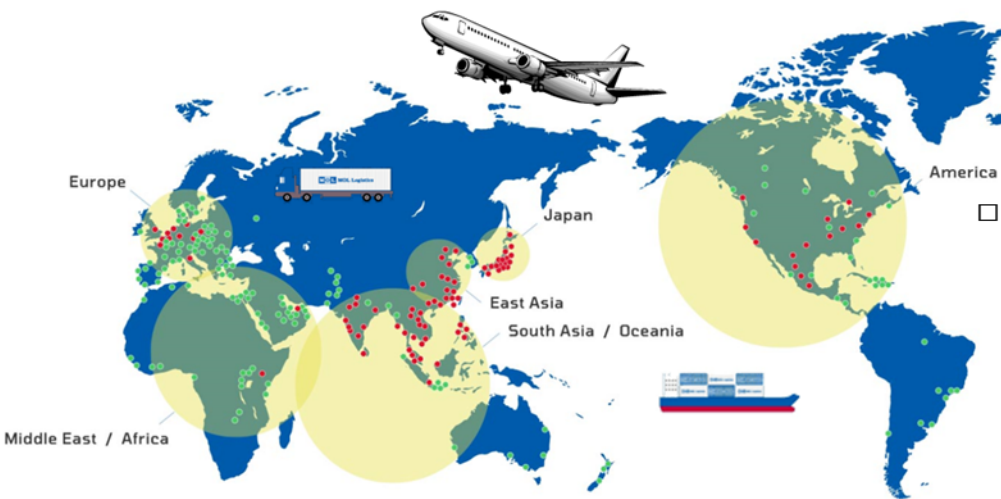 Europe
MOL Logistics
Japan
America
East Asia
South Asia / Oceania
Middle East / Africa